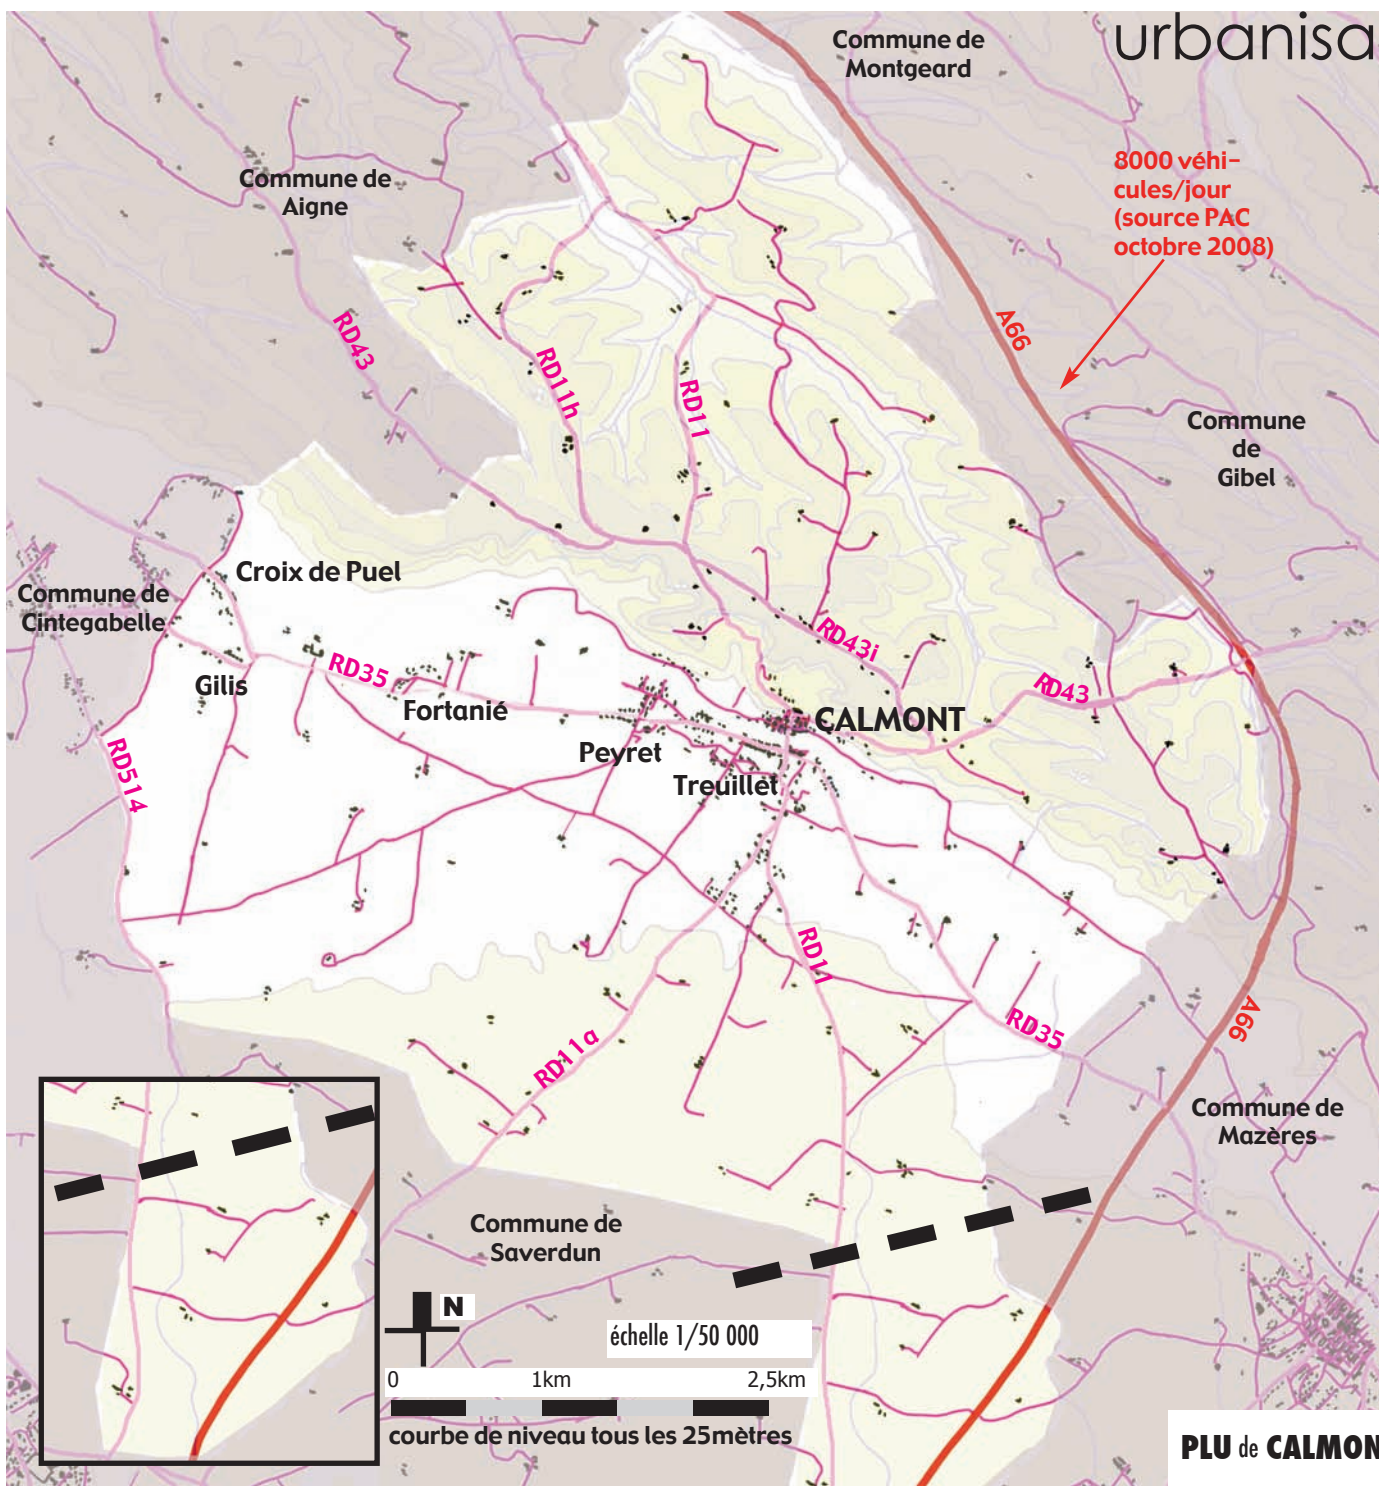 urbanisa
Commune de
Montgeard
8000 véhi-
cules/jour
(source PAC
octobre 2008)
Commune de
Aigne
A66
RD43
RD11h
RD11
Commune
de
Gibel
Croix de Puel
Commune de
Cintegabelle
RD43i
RD35
Gilis
RD43
Fortanié
CALMONT
Peyret
Treuillet
RD514
RD11
RD35
A66
RD11a
Commune de
Mazères
Commune de
Saverdun
N
échelle 1/50 000
0 1km 2,5km
courbe de niveau tous les 25mètres
PLU de CALMON